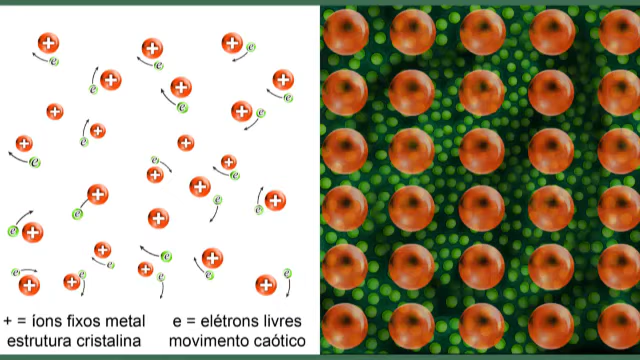 + = íons fixos metal
estrutura cristalina
e = elétrons livres
movimento caótico